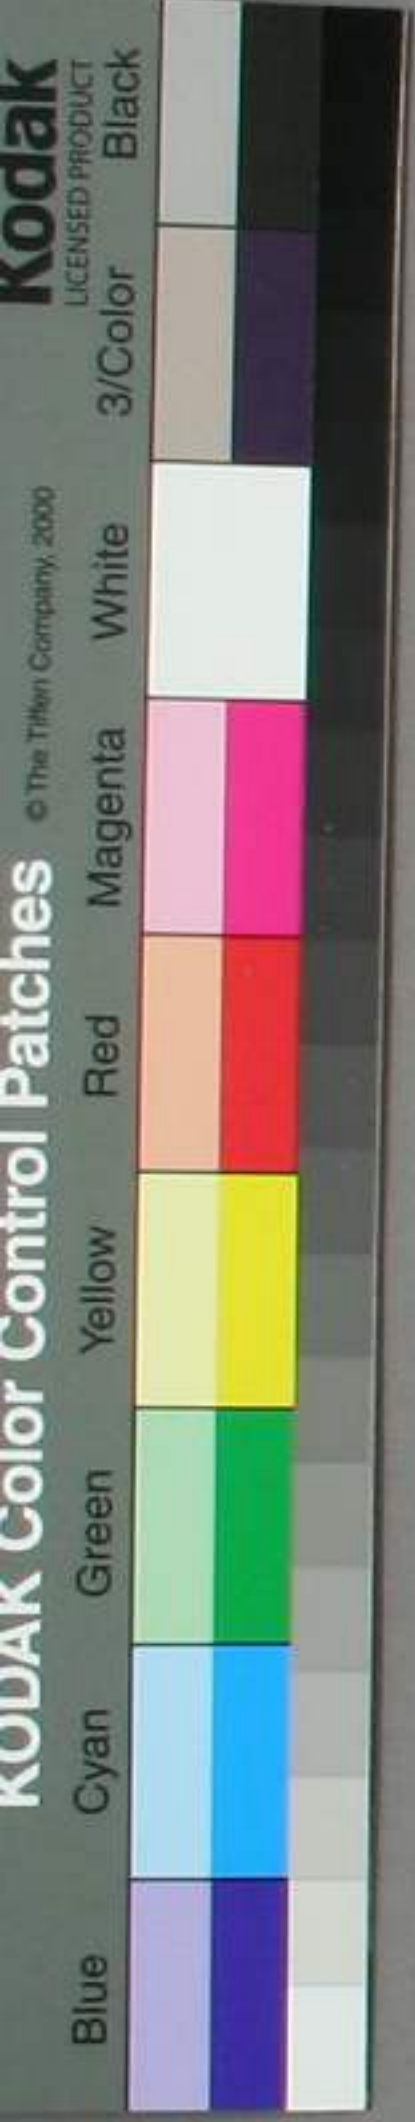 KODAK Color Control Patches
© The Tiffen Company, 2000
Kodak
LICENSED PRODUCT
Blue
Cyan
Green
Yellow
Red
Magenta
White
3/Color
Black